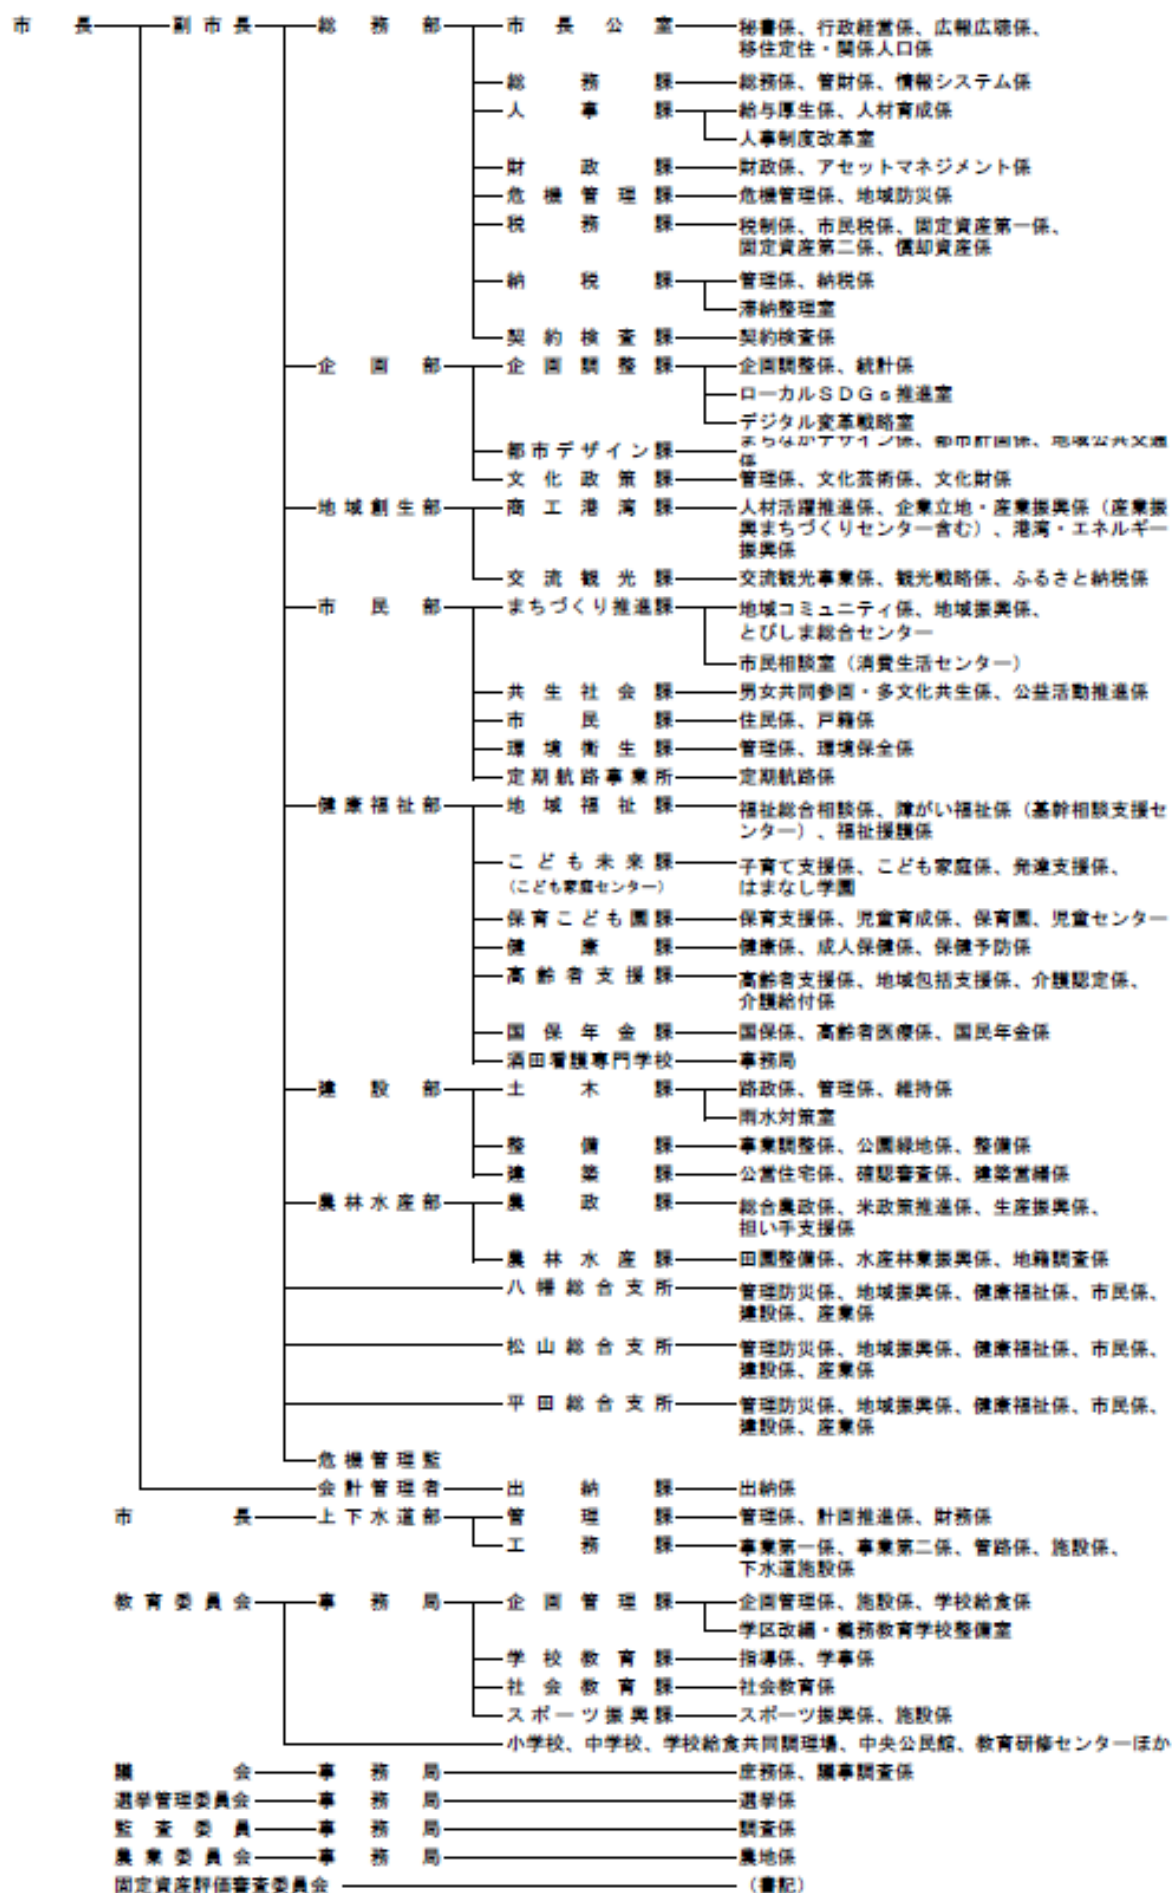 市長 副市長 総務部 市長公室 秘書係、行政経営係、広報広聴係、
移住定住・関係人口係
総務課 総務係、管財係、情報システム係
人事課 給与厚生係、人材育成係
人事制度改革室
財政課 財政係、アセットマネジメント係
危機管理課 危機管理係、地域防災係
税務課 税制係、市民税係、固定資産第一係、
固定資産第二係、償却資産係
納税課 管理係、納税係
滞納整理室
契約検査課 契約検査係
企画部 企画調整課 企画調整係、統計係
ローカルSDGs推進室
デジタル変革戦略室
都市デザイン課 まちなかデザイン係、都市計画係、地域公共交通
係
文化政策課 管理係、文化芸術係、文化財係
地域創生部 商工港湾課 人材活躍推進係、企業立地・産業振興係（産業振
興まちづくりセンター含む）、港湾・エネルギー
振興係
交流観光課 交流観光事業係、観光戦略係、ふるさと納税係
市民部 まちづくり推進課 地域コミュニティ係、地域振興係、
とびしま総合センター
市民相談室（消費生活センター）
共生社会課 男女共同参画・多文化共生係、公益活動推進係
市民課 住民係、戸籍係
環境衛生課 管理係、環境保全係
定期航路事業所 定期航路係
健康福祉部 地域福祉課 福祉総合相談係、障がい福祉係（基幹相談支援セ
ンター）、福祉援護係
こども未来課 子育て支援係、こども家庭係、発達支援係、
（こども家庭センター） はまなし学園
保育こども園課 保育支援係、児童育成係、保育園、児童センター
健康課 健康係、成人保健係、保健予防係
高齢者支援課 高齢者支援係、地域包括支援係、介護認定係、
介護給付係
国保年金課 国保係、高齢者医療係、国民年金係
酒田看護専門学校 事務局
建設部 土木課 路政係、管理係、維持係
雨水対策室
整備課 事業調整係、公園緑地係、整備係
建築課 公営住宅係、確認審査係、建築営繕係
農林水産部 農政課 総合農政係、米政策推進係、生産振興係、
担い手支援係
農林水産課 田園整備係、水産林業振興係、地籍調査係
八幡総合支所 管理防災係、地域振興係、健康福祉係、市民係、
建設係、産業係
松山総合支所 管理防災係、地域振興係、健康福祉係、市民係、
建設係、産業係
平田総合支所 管理防災係、地域振興係、健康福祉係、市民係、
建設係、産業係
危機管理監
会計管理者 出納課 出納係
市長 上下水道部 管理課 管理係、計画推進係、財務係
工務課 事業第一係、事業第二係、管路係、施設係、
下水道施設係
教育委員会 事務局 企画管理課 企画管理係、施設係、学校給食係
学区改編・義務教育学校整備室
学校教育課 指導係、学事係
社会教育課 社会教育係
スポーツ振興課 スポーツ振興係、施設係
小学校、中学校、学校給食共同調理場、中央公民館、教育研修センターほか
議会 事務局 庶務係、議事調査係
選挙管理委員会 事務局 選挙係
監査委員 事務局 調査係
農業委員会 事務局 農地係
固定資産評価審査委員会 （書記）